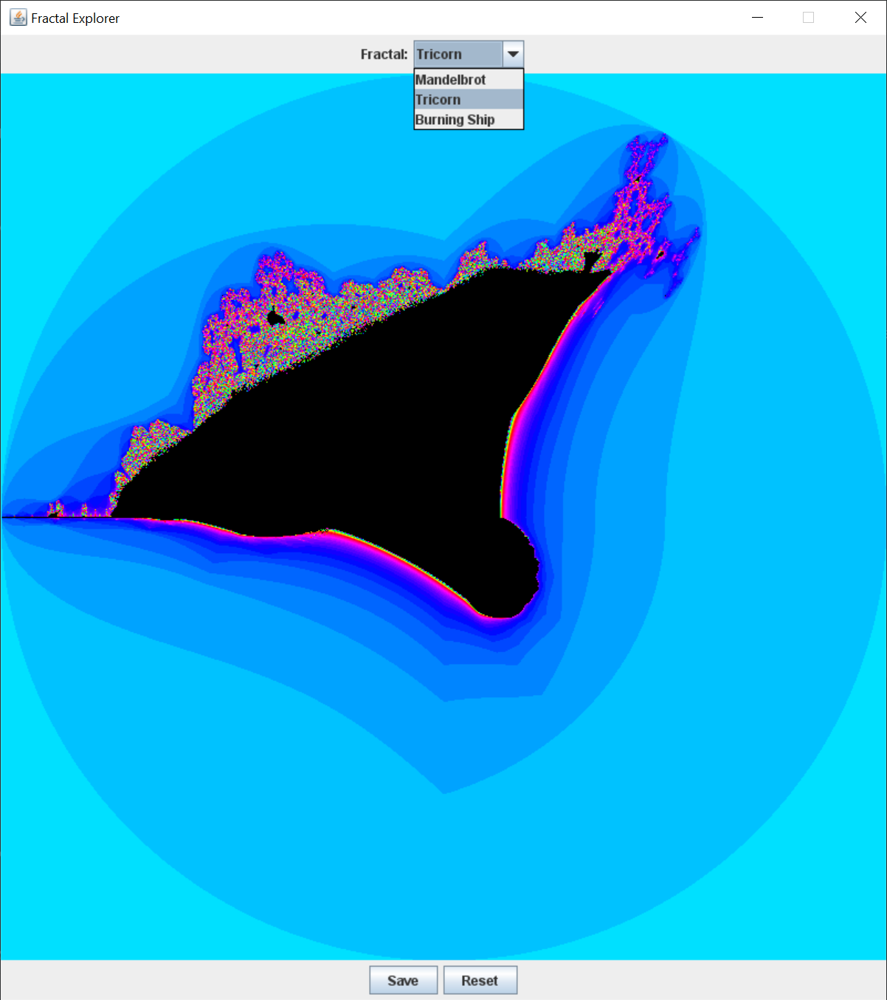 Fractal Explorer
Fractal: Tricorn
Mandelbrot
Tricorn
Burning Ship
Save Reset